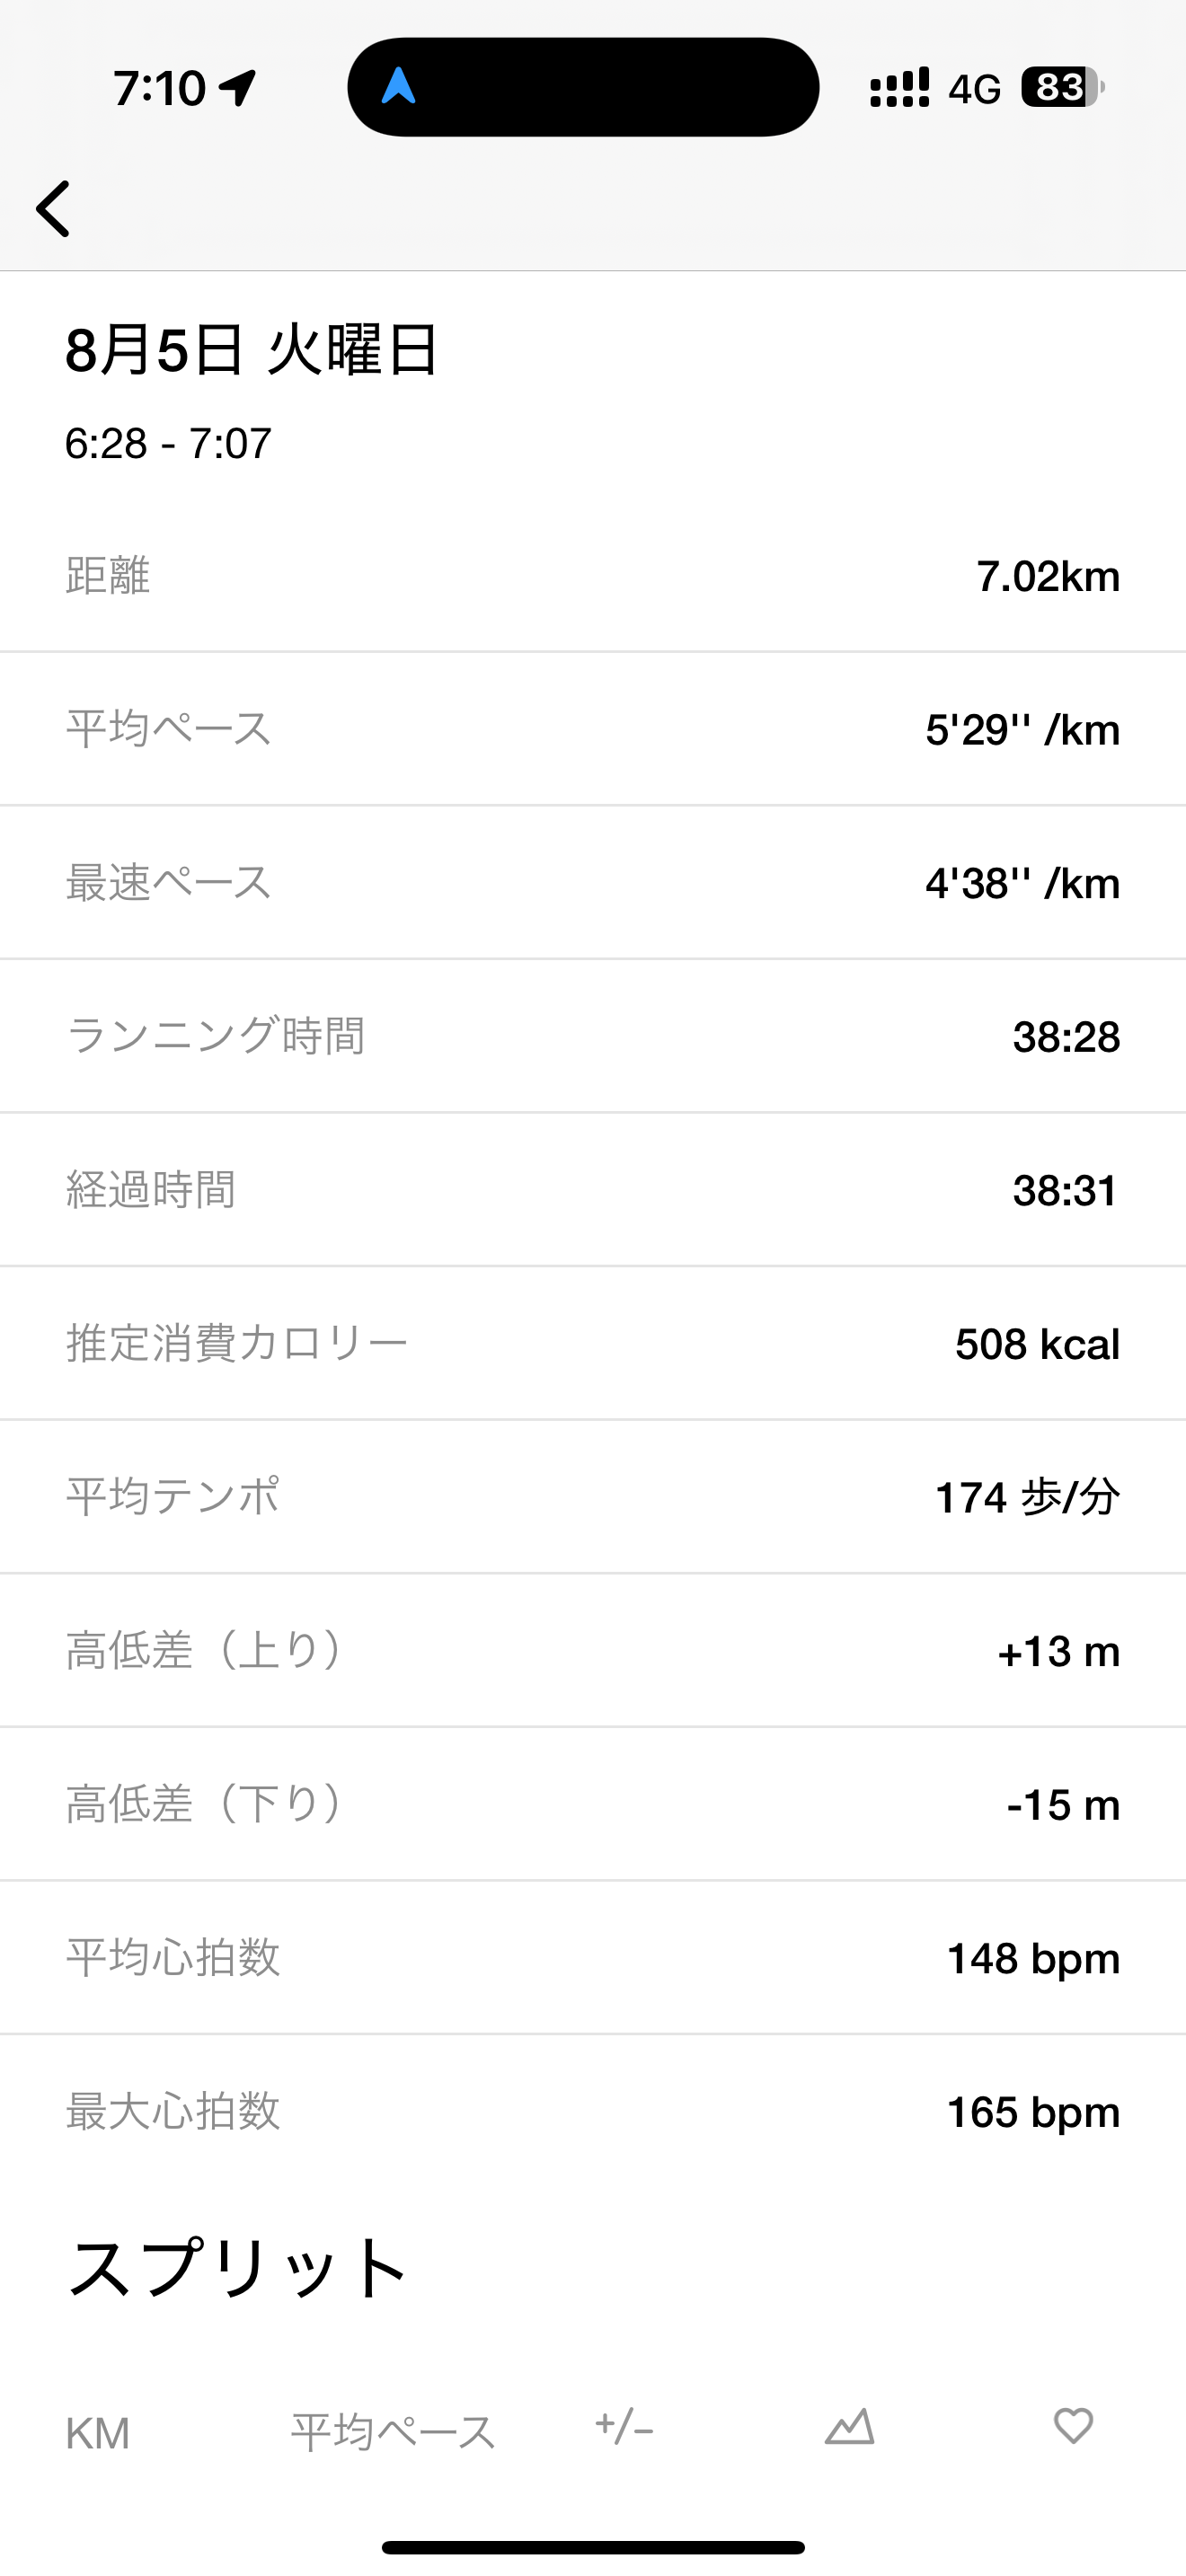 7:10 4G 83
8月5日 火曜日
6:28 - 7:07
距離 7.02km
平均ペース 5'29'' /km
最速ペース 4'38'' /km
ランニング時間 38:28
経過時間 38:31
推定消費カロリー 508 kcal
平均テンポ 174 歩/分
高低差（上り） +13 m
高低差（下り） -15 m
平均心拍数 148 bpm
最大心拍数 165 bpm
スプリット
KM 平均ペース +/-